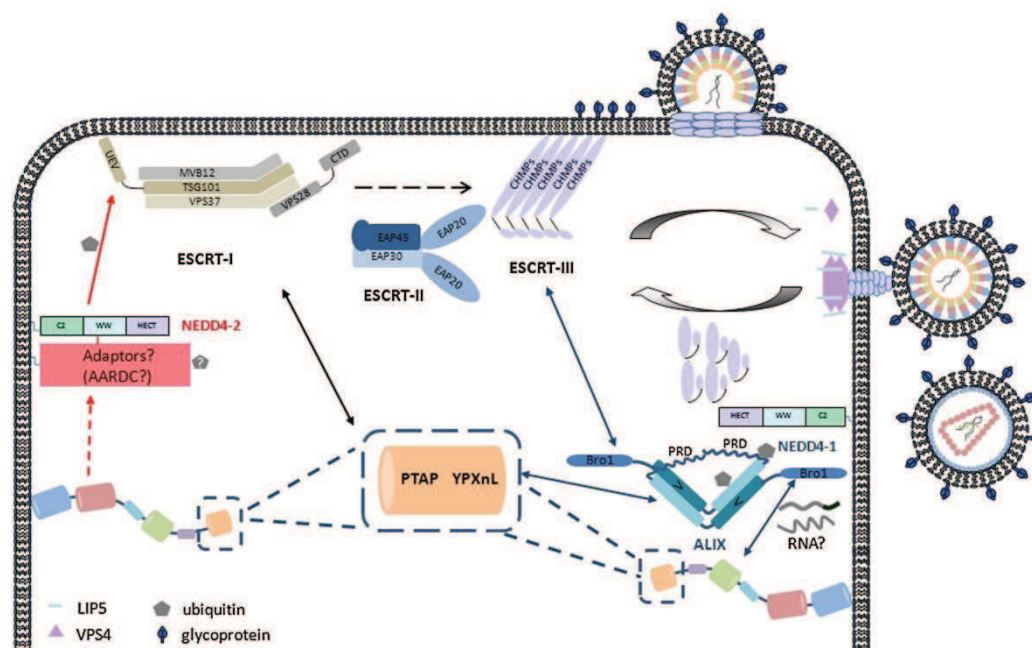 UEV
MVB12
TSG101
VPS37
VPS28
CTD
ESCRT-I
EAP45
EAP30
EAP20
EAP20
ESCRT-II
CHMPs
CHMPs
CHMPs
CHMPs
CHMPs
ESCRT-III
C2 WW HECT
NEDD4-2
Adaptors?
(AARDC?)
?
PTAP YPXnL
HECT WW C2
NEDD4-1
PRD
PRD
Bro1
Bro1
V
V
ALIX
RNA?
LIP5
VPS4
ubiquitin
glycoprotein